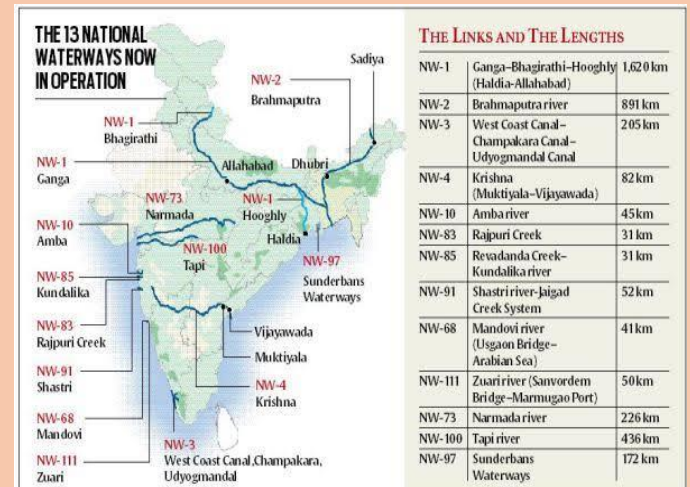 THE 13 NATIONAL
WATERWAYS NOW
IN OPERATION
Sadiya
NW-2
Brahmaputra
NW-1
Bhagirathi
NW-1
Ganga
Allahabad
Dhubri
NW-73
Narmada
NW-1
Hooghly
NW-10
Amba
NW-100
Tapi
Haldia
NW-97
Sunderbans
Waterways
NW-85
Kundalika
NW-83
Rajpuri Creek
Vijayawada
Muktiyala
NW-91
Shastri
NW-4
Krishna
NW-68
Mandovi
NW-3
West Coast Canal,Champakara,
Udyogmandal
NW-111
Zuari
THE LINKS AND THE LENGTHS
NW-1 Ganga–Bhagirathi–Hooghly 1,620 km
(Haldia-Allahabad)
NW-2 Brahmaputra river 891 km
NW-3 West Coast Canal– 205 km
Champakara Canal–
Udyogmandal Canal
NW-4 Krishna 82 km
(Muktiyala–Vijayawada)
NW-10 Amba river 45 km
NW-83 Rajpuri Creek 31 km
NW-85 Revadanda Creek– 31 km
Kundalika river
NW-91 Shastri river-Jaigad 52 km
Creek System
NW-68 Mandovi river 41 km
(Usgaon Bridge–
Arabian Sea)
NW-111 Zuari river (Sanvordem 50 km
Bridge–Marmugao Port)
NW-73 Narmada river 226 km
NW-100 Tapi river 436 km
NW-97 Sunderbans 172 km
Waterways